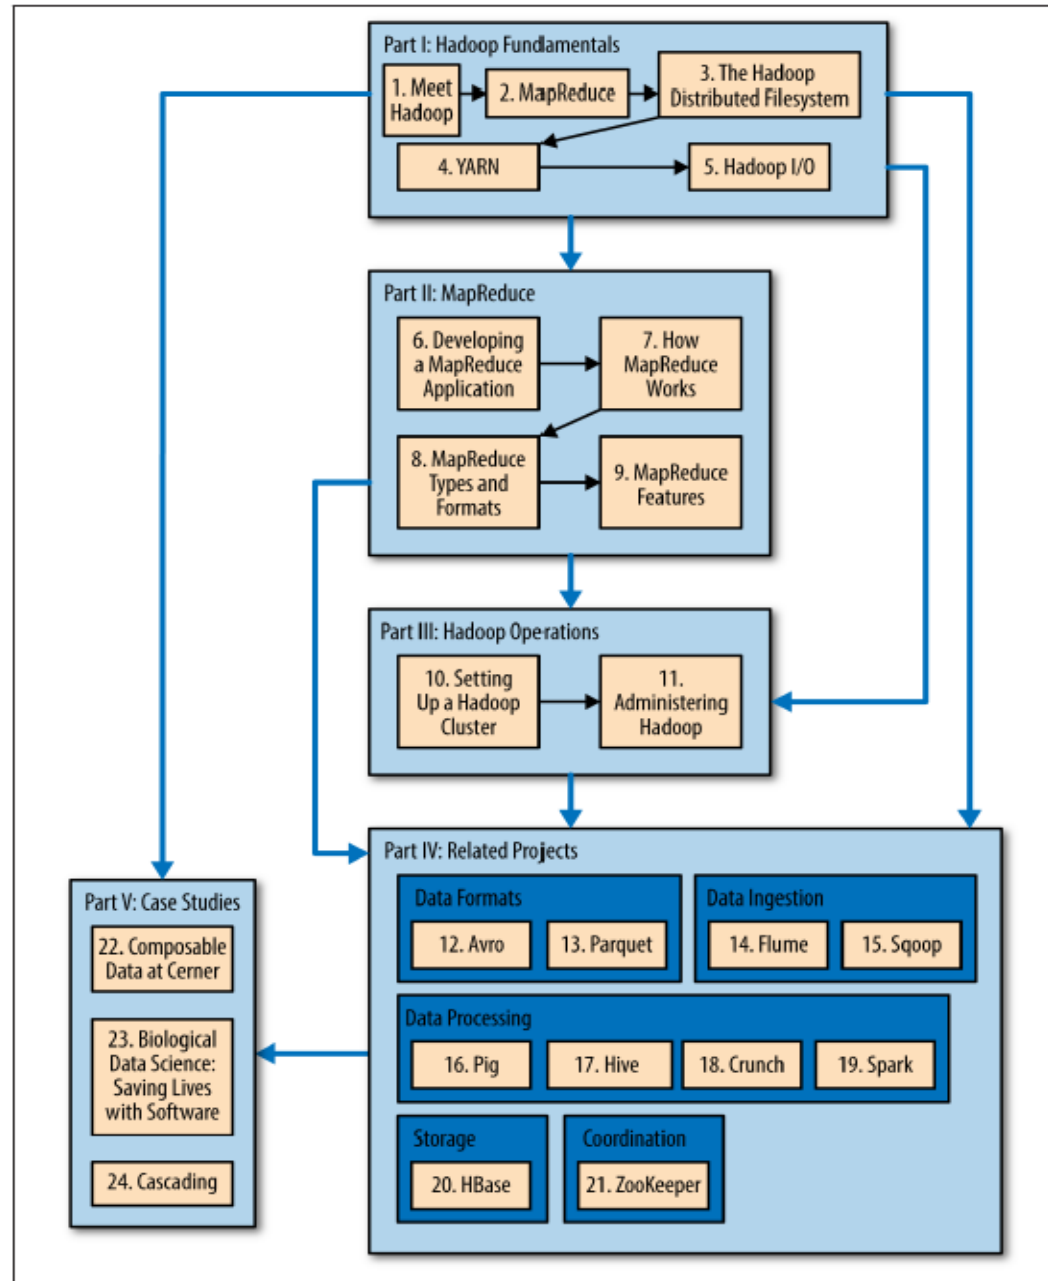 Part I: Hadoop Fundamentals
1. Meet
Hadoop
2. MapReduce
3. The Hadoop
Distributed Filesystem
4. YARN
5. Hadoop I/O
Part II: MapReduce
6. Developing
a MapReduce
Application
7. How
MapReduce
Works
8. MapReduce
Types and
Formats
9. MapReduce
Features
Part III: Hadoop Operations
10. Setting
Up a Hadoop
Cluster
11.
Administering
Hadoop
Part IV: Related Projects
Data Formats
12. Avro
13. Parquet
Data Ingestion
14. Flume
15. Sqoop
Data Processing
16. Pig
17. Hive
18. Crunch
19. Spark
Storage
20. HBase
Coordination
21. ZooKeeper
Part V: Case Studies
22. Composable
Data at Cerner
23. Biological
Data Science:
Saving Lives
with Software
24. Cascading